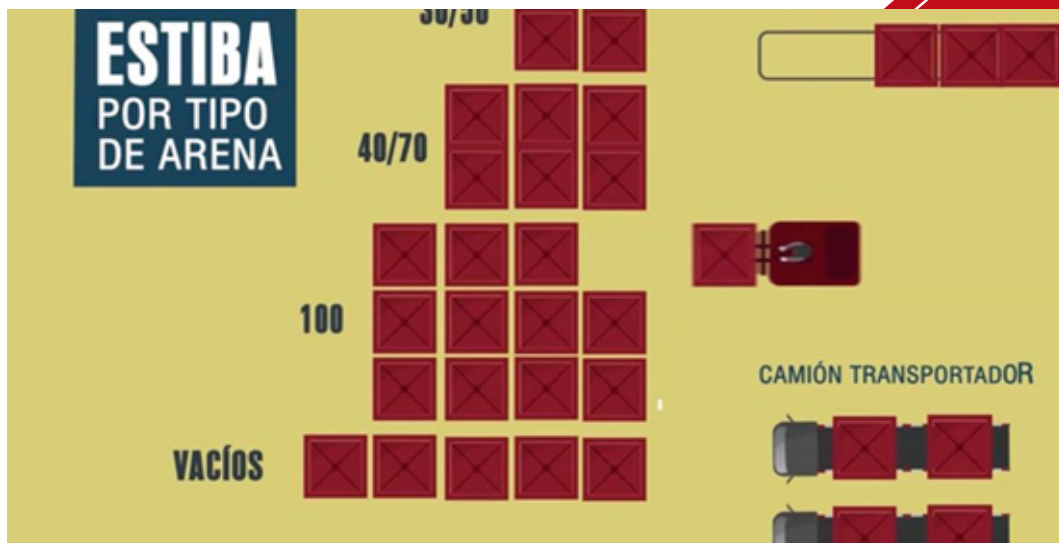 ESTIBA
POR TIPO
DE ARENA
40/70
100
CAMIÓN TRANSPORTADOR
VACÍOS